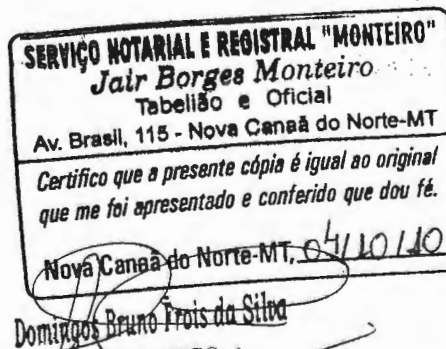 SERVIÇO NOTARIAL E REGISTRAL "MONTEIRO"
Jair Borges Monteiro
Tabelião e Oficial
Av. Brasil, 115 - Nova Canaã do Norte-MT
Certifico que a presente cópia é igual ao original
que me foi apresentado e conferido que dou fé.
Nova Canaã do Norte-MT, 04/10/10
Domingos Bruno Frois da Silva